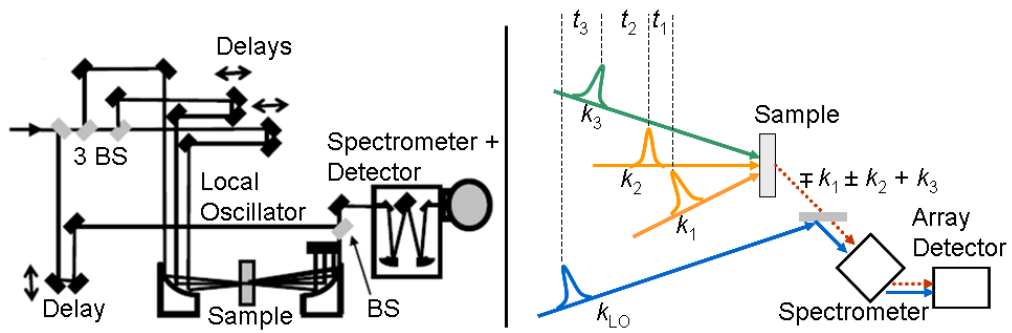 Delays
3 BS
Spectrometer +
Detector
Local
Oscillator
Delay
Sample
BS
t3
t2
t1
k3
Sample
k2
∓ k1 ± k2 + k3
k1
Array
Detector
Spectrometer
kLO